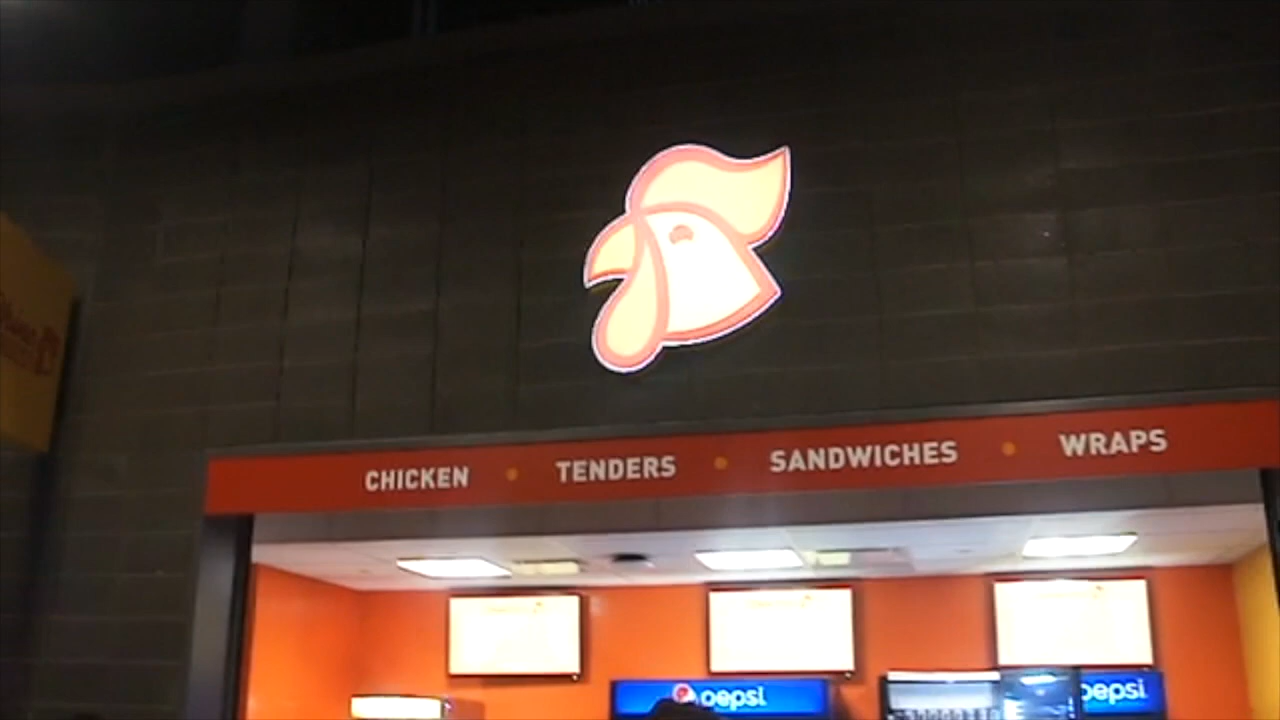 CHICKEN • TENDERS • SANDWICHES • WRAPS
pepsi
pepsi